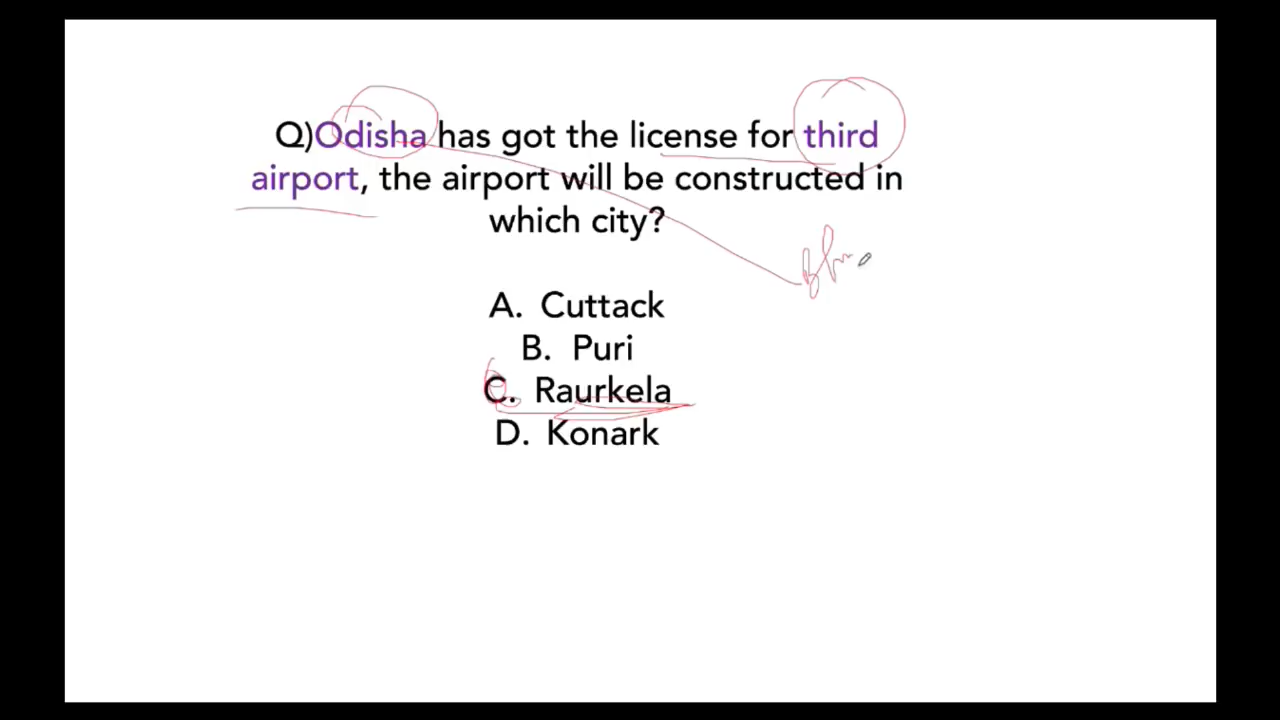 Q)Odisha has got the license for third
airport, the airport will be constructed in
which city?
A. Cuttack
B. Puri
C. Raurkela
D. Konark